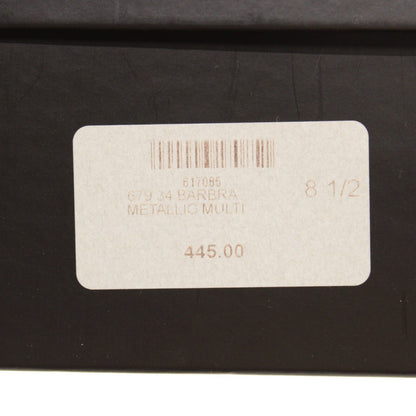 617085
679 34 BARBRA 8 1/2
METALLIC MULTI
445.00